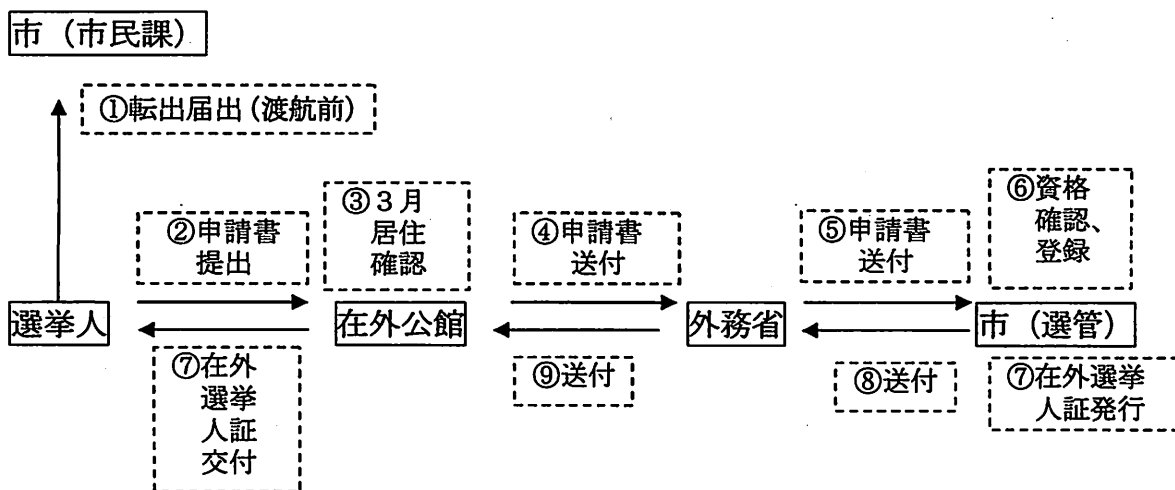 市（市民課）
①転出届出（渡航前）
②申請書
提出
③３月
居住
確認
④申請書
送付
⑤申請書
送付
⑥資格
確認、
登録
選挙人
在外公館
外務省
市（選管）
⑦在外
選挙
人証
交付
⑨送付
⑧送付
⑦在外選挙
人証発行